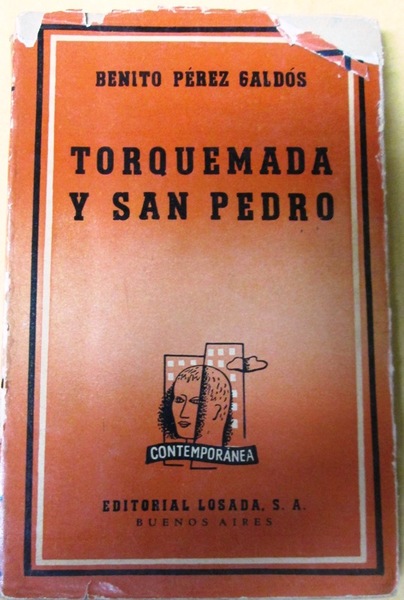 BENITO PÉREZ GALDÓS
TORQUEMADA
Y SAN PEDRO
CONTEMPORÁNEA
EDITORIAL LOSADA, S. A.
BUENOS AIRES